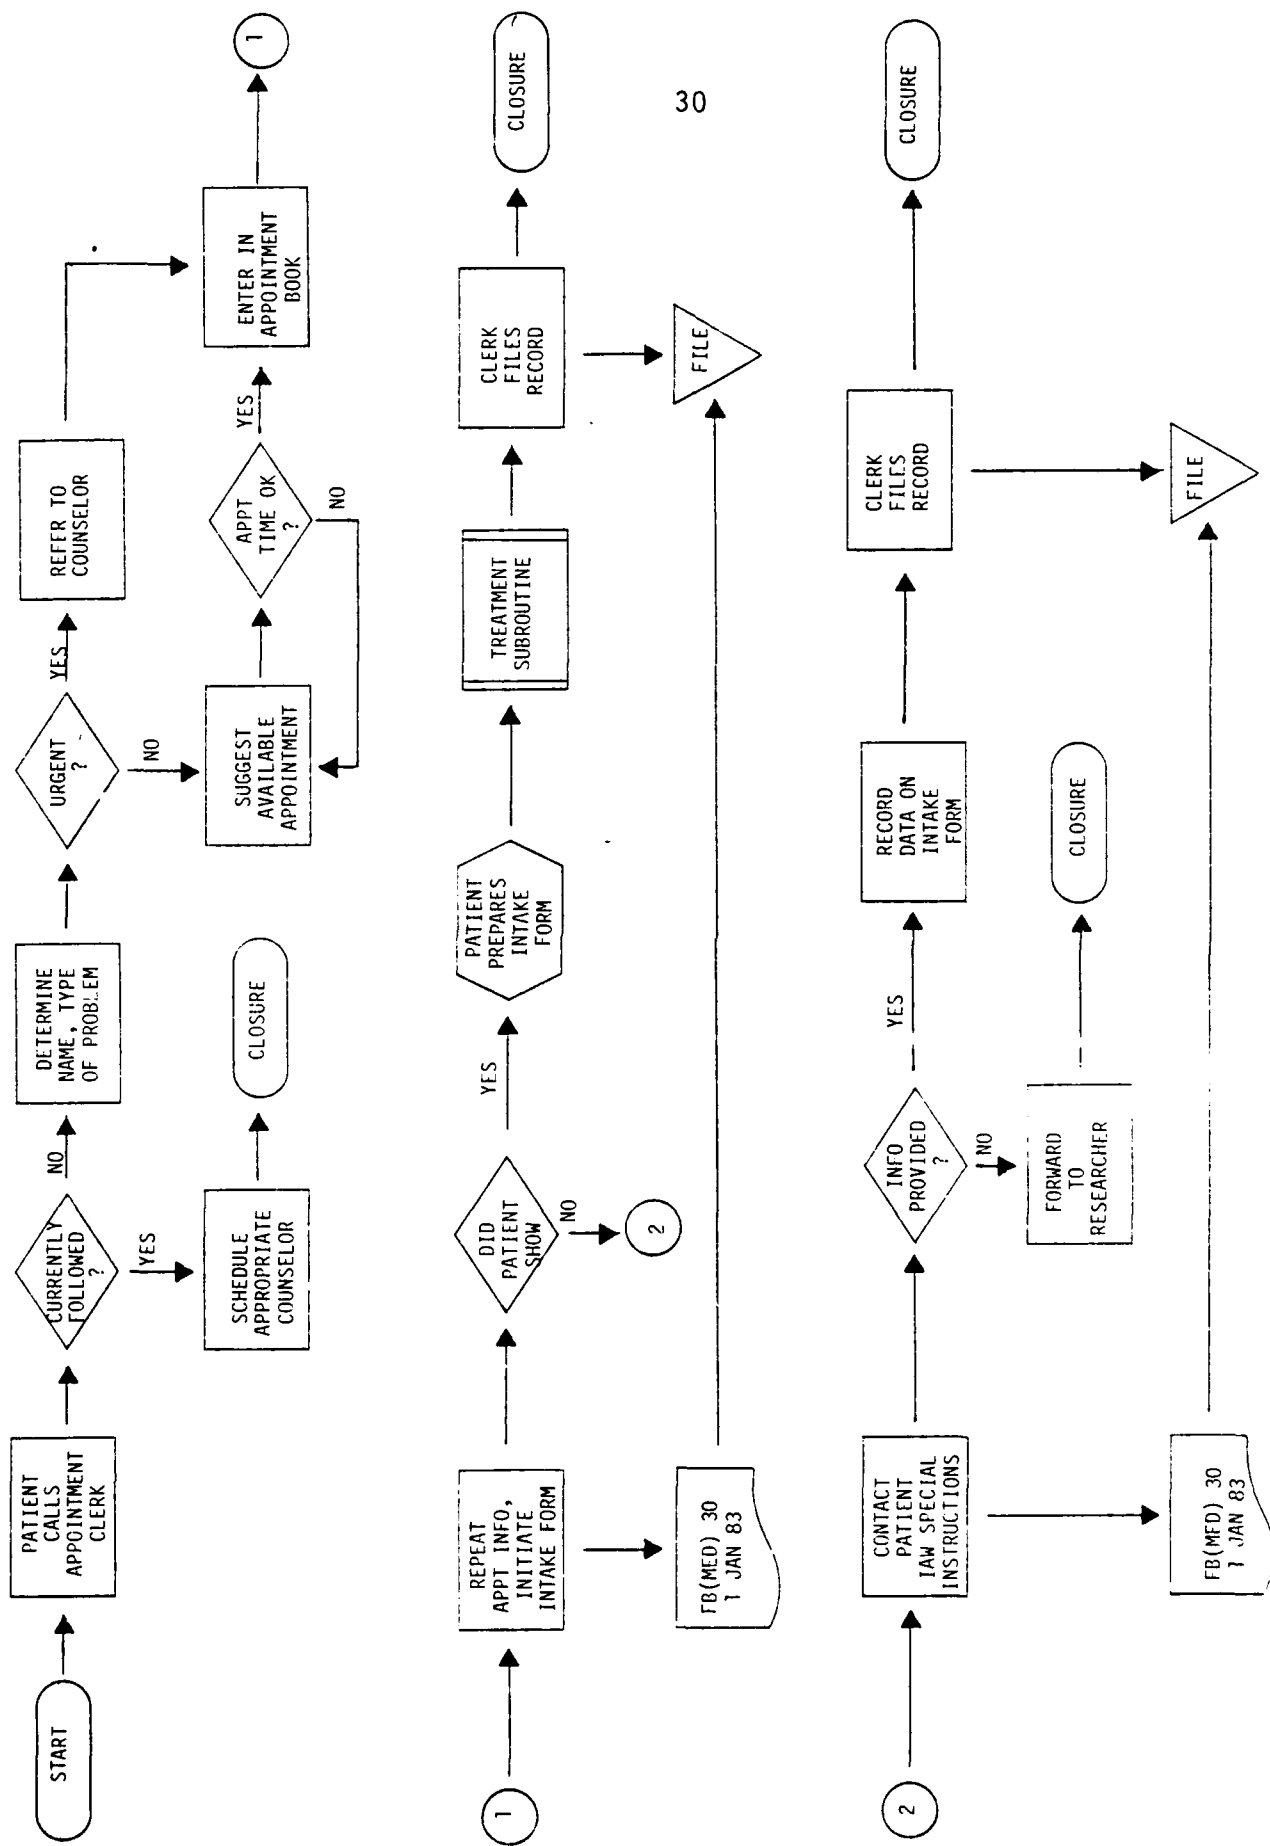 START
PATIENT
CALLS
APPOINTMENT
CLERK
CURRENTLY
FOLLOWED
?
NO
DETERMINE
NAME, TYPE
OF PROBLEM
URGENT
?
YES
REFER TO
COUNSELOR
YES
SCHEDULE
APPROPRIATE
COUNSELOR
CLOSURE
NO
SUGGEST
AVAILABLE
APPOINTMENT
APPT
TIME OK
?
YES
NO
ENTER IN
APPOINTMENT
BOOK
1
1
REPEAT
APPT INFO,
INITIATE
INTAKE FORM
DID
PATIENT
SHOW
YES
NO
2
PATIENT
PREPARES
INTAKE
FORM
TREATMENT
SUBROUTINE
CLERK
FILES
RECORD
CLOSURE
FB(MED) 30
1 JAN 83
FILE
30
2
CONTACT
PATIENT
IAW SPECIAL
INSTRUCTIONS
INFO
PROVIDED
?
YES
NO
RECORD
DATA ON
INTAKE
FORM
CLERK
FILES
RECORD
CLOSURE
FORWARD
TO
RESEARCHER
CLOSURE
FB(MED) 30
1 JAN 83
FILE